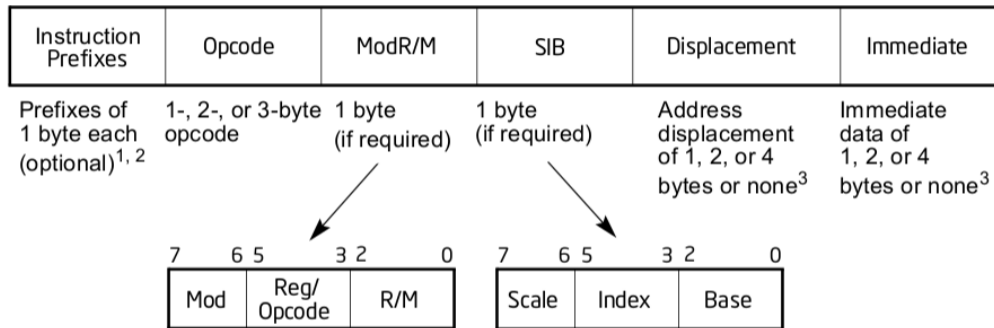 Instruction Prefixes Opcode ModR/M SIB Displacement Immediate
Prefixes of 1 byte each (optional)1, 2
1-, 2-, or 3-byte opcode
1 byte (if required)
1 byte (if required)
Address displacement of 1, 2, or 4 bytes or none3
Immediate data of 1, 2, or 4 bytes or none3
7 6 5 3 2 0
Mod Reg/Opcode R/M
7 6 5 3 2 0
Scale Index Base